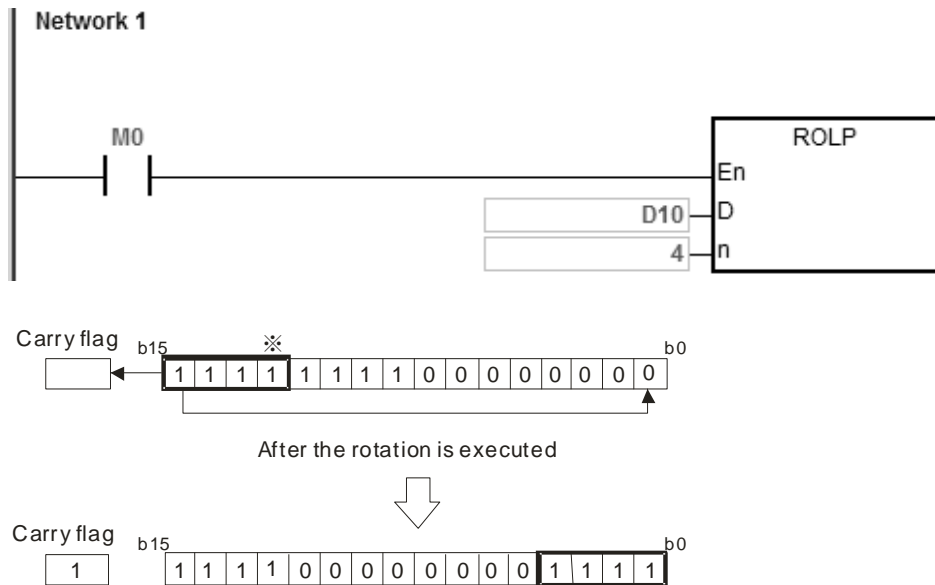 Network 1
M0
ROLP
En
D10 D
4 n
Carry flag b15 ※ b0
1 1 1 1 1 1 1 1 0 0 0 0 0 0 0 0
After the rotation is executed
Carry flag b15 b0
1 1 1 1 1 0 0 0 0 0 0 0 0 1 1 1 1